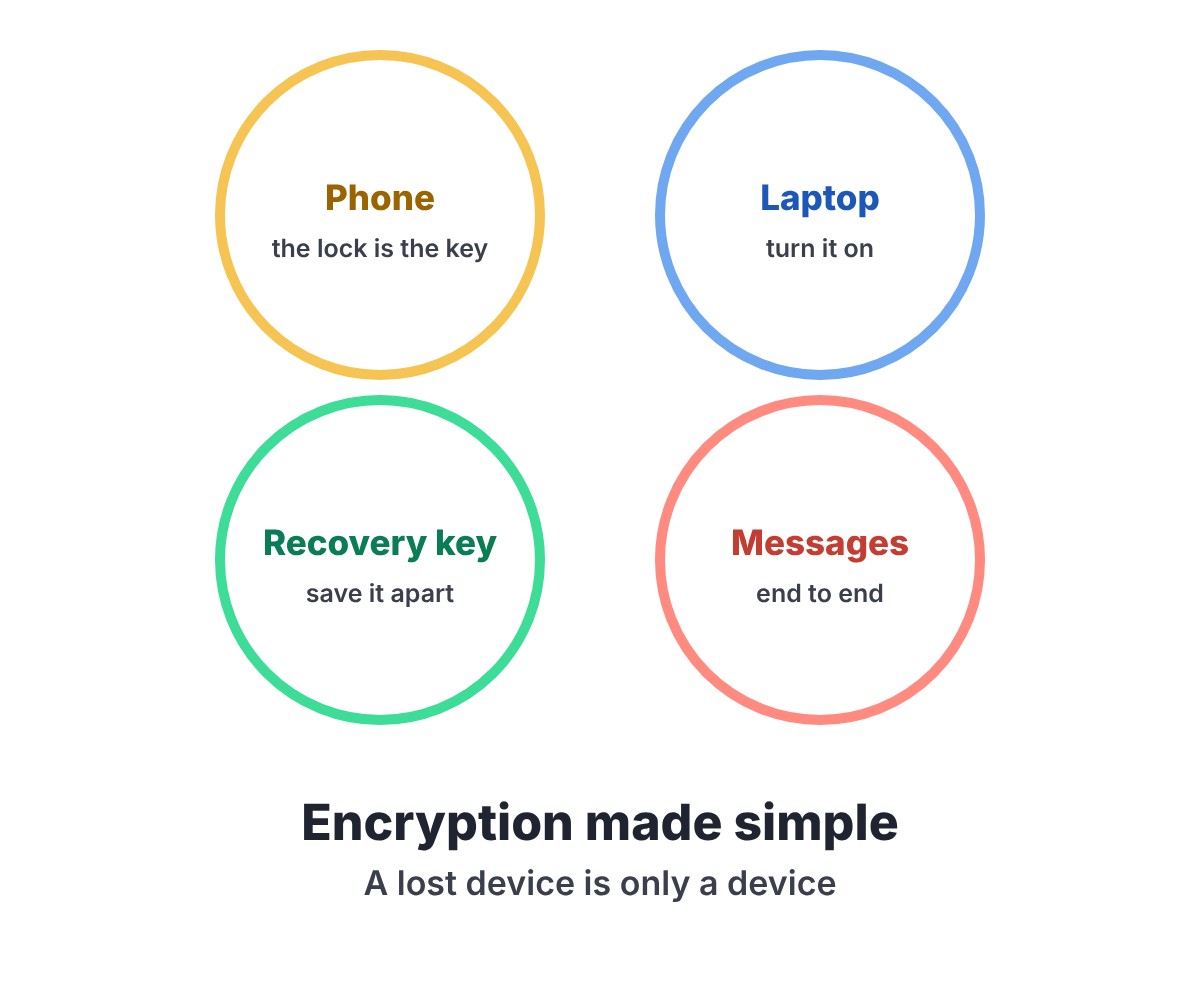 Phone
the lock is the key
Laptop
turn it on
Recovery key
save it apart
Messages
end to end
Encryption made simple
A lost device is only a device